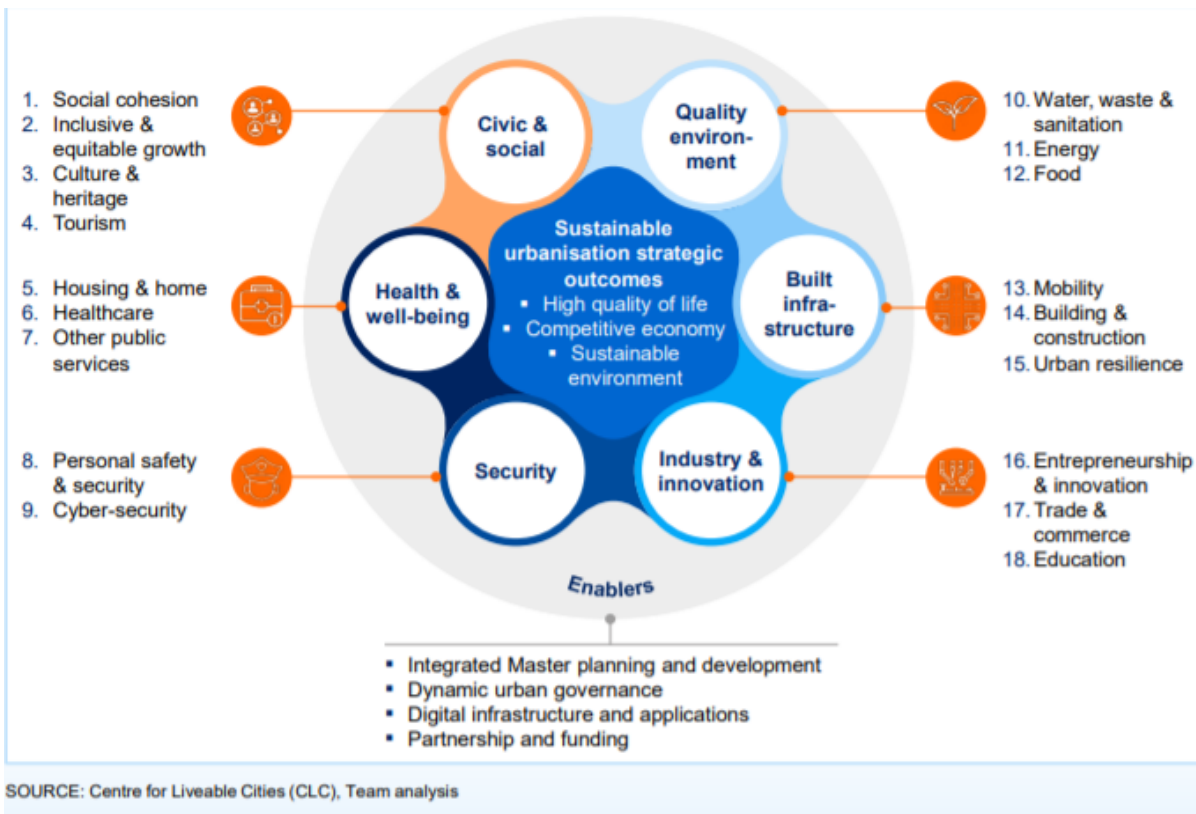 1. Social cohesion
2. Inclusive &
equitable growth
3. Culture &
heritage
4. Tourism
5. Housing & home
6. Healthcare
7. Other public
services
8. Personal safety
& security
9. Cyber-security
Civic &
social
Quality
environ-
ment
Health &
well-being
Sustainable
urbanisation strategic
outcomes
▪ High quality of life
▪ Competitive economy
▪ Sustainable
environment
Built
infra-
structure
Security
Industry &
innovation
10. Water, waste &
sanitation
11. Energy
12. Food
13. Mobility
14. Building &
construction
15. Urban resilience
16. Entrepreneurship
& innovation
17. Trade &
commerce
18. Education
Enablers
▪ Integrated Master planning and development
▪ Dynamic urban governance
▪ Digital infrastructure and applications
▪ Partnership and funding
SOURCE: Centre for Liveable Cities (CLC), Team analysis